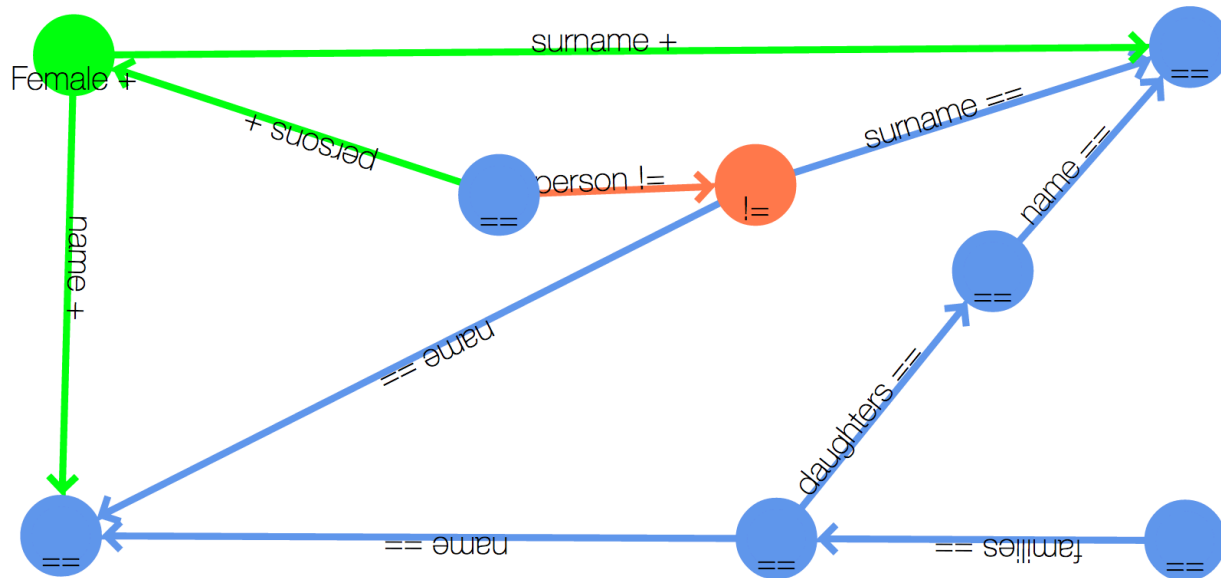 surname +
==
Female +
persons +
surname ==
name ==
person !=
==
!=
name +
==
name ==
daughters ==
==
name ==
==
families ==
==